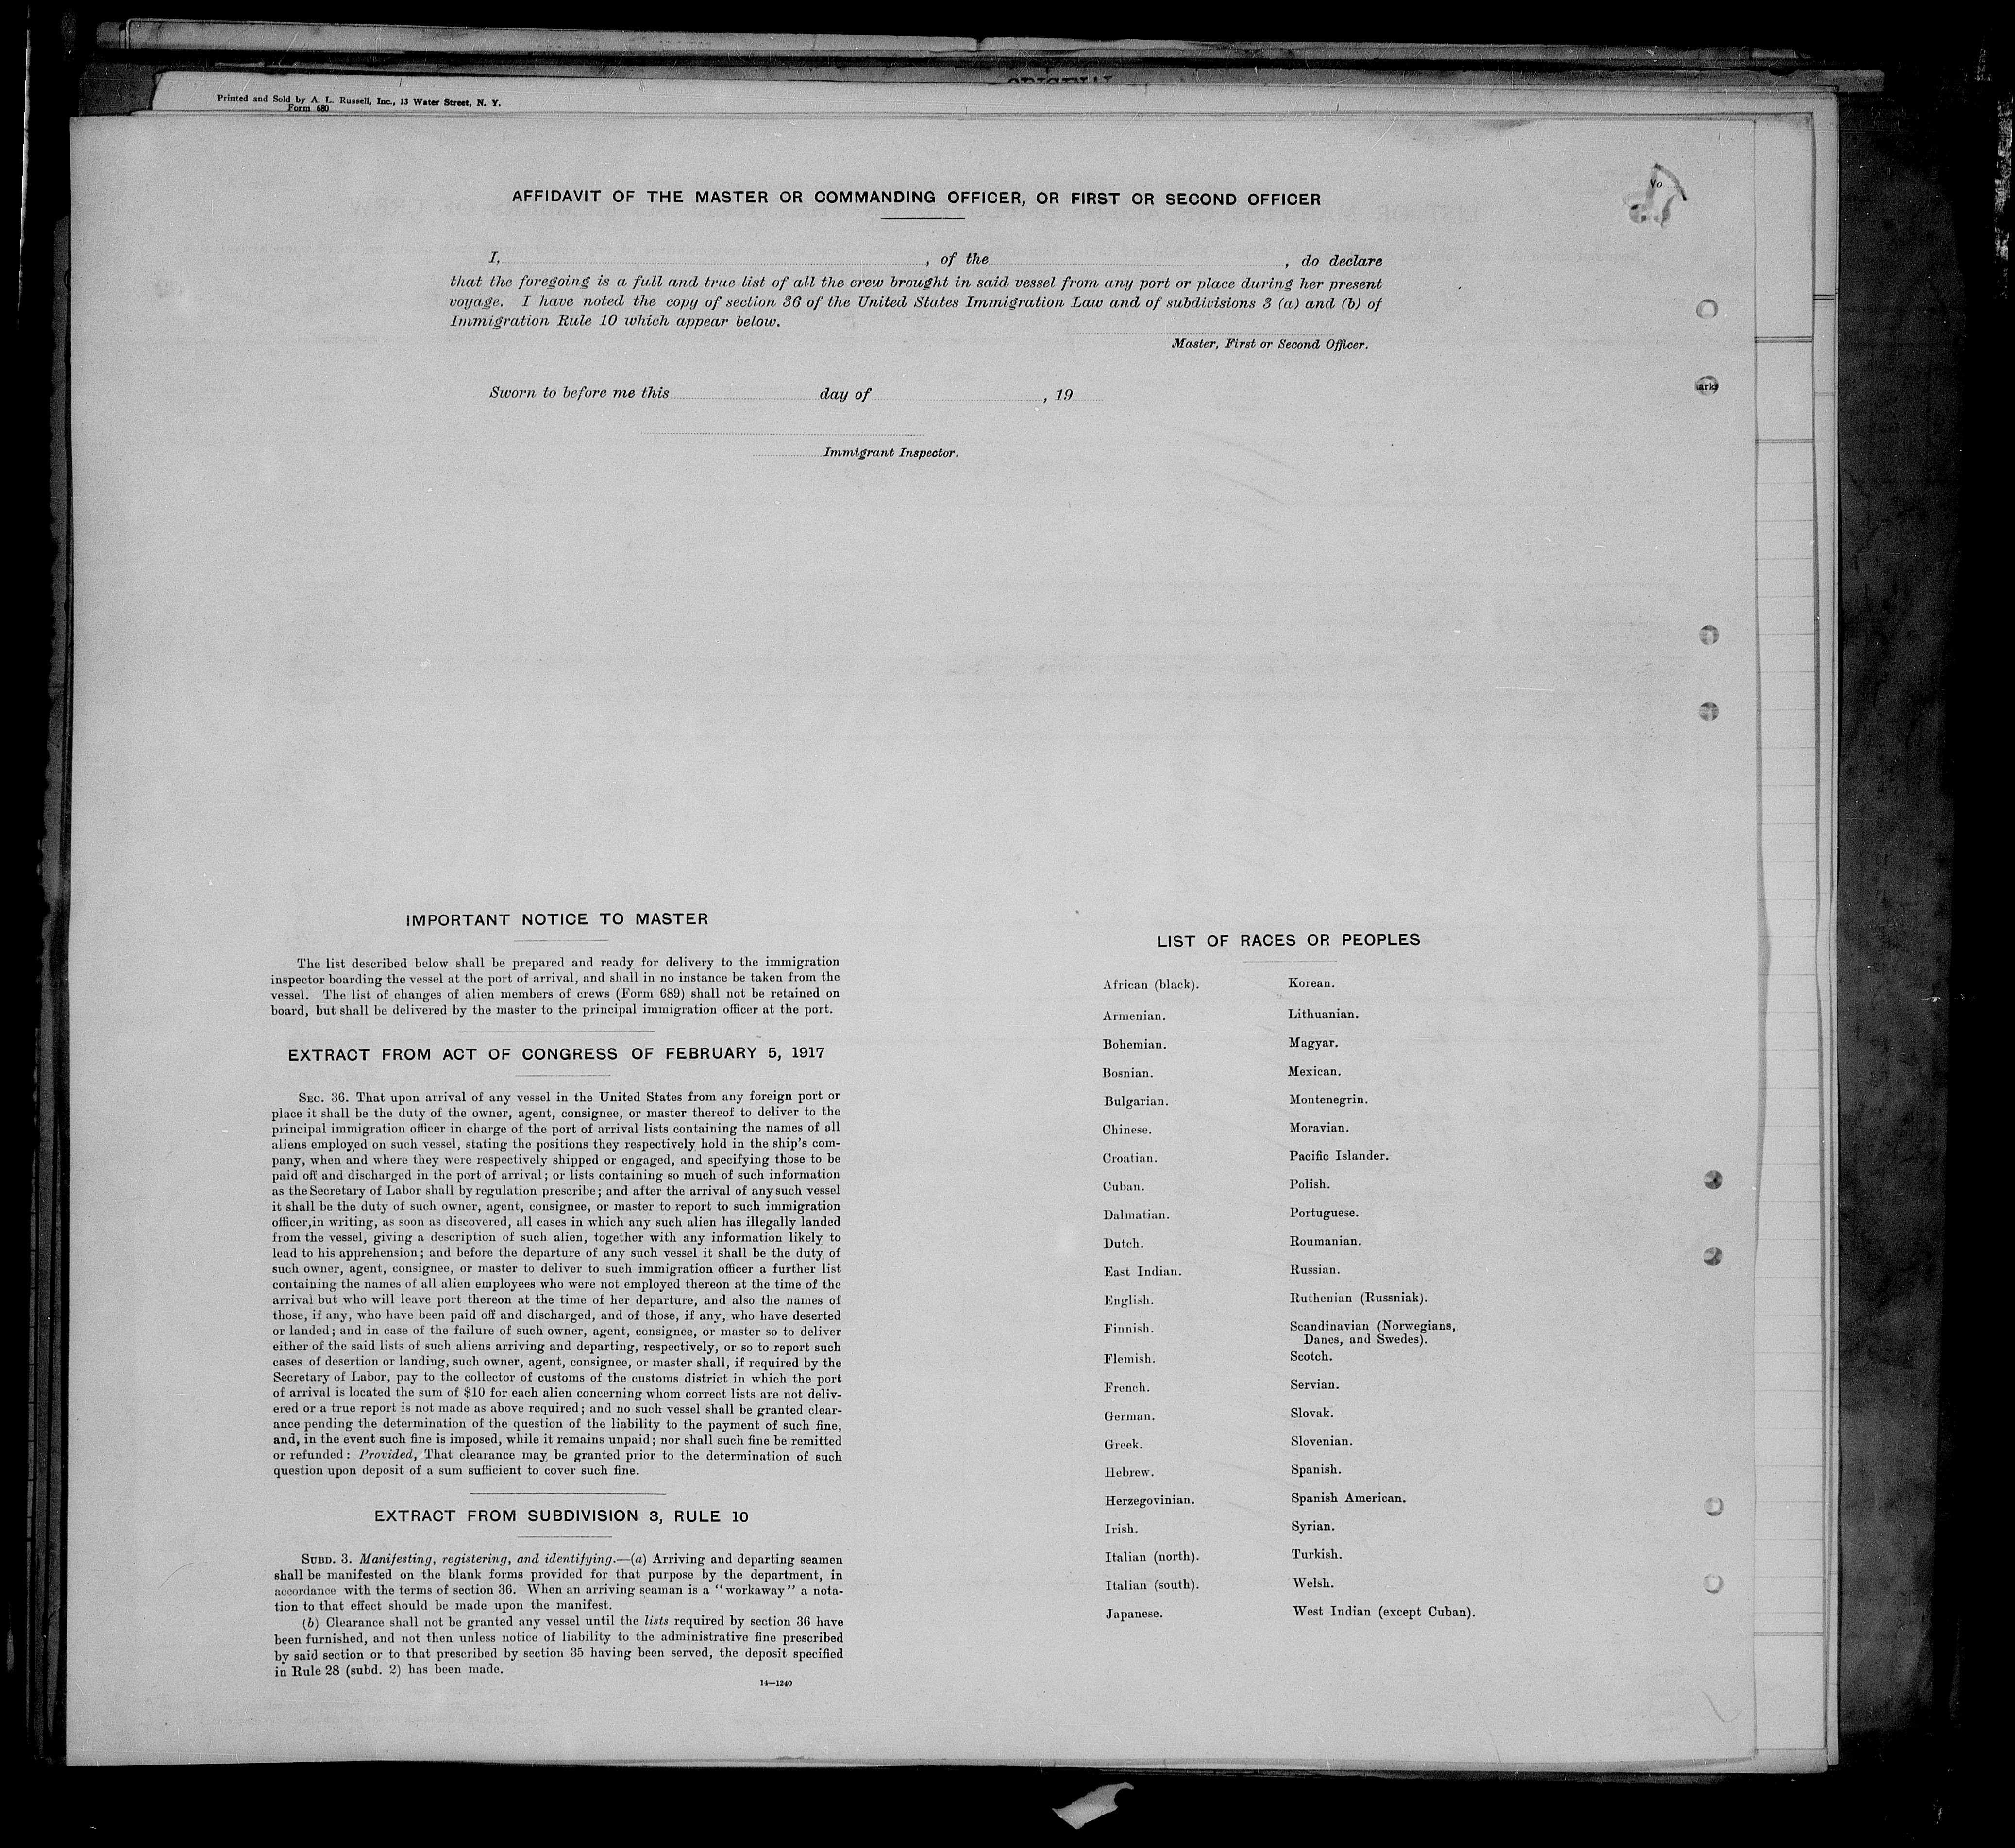 Printed and Sold by A. L. Russell, Inc., 13 Water Street, N. Y.
Form 680
AFFIDAVIT OF THE MASTER OR COMMANDING OFFICER, OR FIRST OR SECOND OFFICER
I, , of the , do declare
that the foregoing is a full and true list of all the crew brought in said vessel from any port or place during her present
voyage. I have noted the copy of section 36 of the United States Immigration Law and of subdivisions 3 (a) and (b) of
Immigration Rule 10 which appear below.
Master, First or Second Officer.
Sworn to before me this day of , 19
Immigrant Inspector.
IMPORTANT NOTICE TO MASTER
The list described below shall be prepared and ready for delivery to the immigration
inspector boarding the vessel at the port of arrival, and shall in no instance be taken from the
vessel. The list of changes of alien members of crews (Form 689) shall not be retained on
board, but shall be delivered by the master to the principal immigration officer at the port.
EXTRACT FROM ACT OF CONGRESS OF FEBRUARY 5, 1917
SEC. 36. That upon arrival of any vessel in the United States from any foreign port or
place it shall be the duty of the owner, agent, consignee, or master thereof to deliver to the
principal immigration officer in charge of the port of arrival lists containing the names of all
aliens employed on such vessel, stating the positions they respectively hold in the ship's com-
pany, when and where they were respectively shipped or engaged, and specifying those to be
paid off and discharged in the port of arrival; or lists containing so much of such information
as the Secretary of Labor shall by regulation prescribe; and after the arrival of any such vessel
it shall be the duty of such owner, agent, consignee, or master to report to such immigration
officer, in writing, as soon as discovered, all cases in which any such alien has illegally landed
from the vessel, giving a description of such alien, together with any information likely to
lead to his apprehension; and before the departure of any such vessel it shall be the duty of
such owner, agent, consignee, or master to deliver to such immigration officer a further list
containing the names of all alien employees who were not employed thereon at the time of the
arrival but who will leave port thereon at the time of her departure, and also the names of
those, if any, who have been paid off and discharged, and of those, if any, who have deserted
or landed; and in case of the failure of such owner, agent, consignee, or master so to deliver
either of the said lists of such aliens arriving and departing, respectively, or so to report such
cases of desertion or landing, such owner, agent, consignee, or master shall, if required by the
Secretary of Labor, pay to the collector of customs of the customs district in which the port
of arrival is located the sum of $10 for each alien concerning whom correct lists are not deliv-
ered or a true report is not made as above required; and no such vessel shall be granted clear-
ance pending the determination of the question of the liability to the payment of such fine,
and, in the event such fine is imposed, while it remains unpaid; nor shall such fine be remitted
or refunded: Provided, That clearance may be granted prior to the determination of such
question upon deposit of a sum sufficient to cover such fine.
EXTRACT FROM SUBDIVISION 3, RULE 10
SUBD. 3. Manifesting, registering, and identifying.—(a) Arriving and departing seamen
shall be manifested on the blank forms provided for that purpose by the department, in
accordance with the terms of section 36. When an arriving seaman is a "workaway" a nota-
tion to that effect should be made upon the manifest.
(b) Clearance shall not be granted any vessel until the lists required by section 36 have
been furnished, and not then unless notice of liability to the administrative fine prescribed
by said section or to that prescribed by section 35 having been served, the deposit specified
in Rule 28 (subd. 2) has been made.
14—1240
LIST OF RACES OR PEOPLES
African (black).
Armenian.
Bohemian.
Bosnian.
Bulgarian.
Chinese.
Croatian.
Cuban.
Dalmatian.
Dutch.
East Indian.
English.
Finnish.
Flemish.
French.
German.
Greek.
Hebrew.
Herzegovinian.
Irish.
Italian (north).
Italian (south).
Japanese.
Korean.
Lithuanian.
Magyar.
Mexican.
Montenegrin.
Moravian.
Pacific Islander.
Polish.
Portuguese.
Roumanian.
Russian.
Ruthenian (Russniak).
Scandinavian (Norwegians,
Danes, and Swedes).
Scotch.
Servian.
Slovak.
Slovenian.
Spanish.
Spanish American.
Syrian.
Turkish.
Welsh.
West Indian (except Cuban).